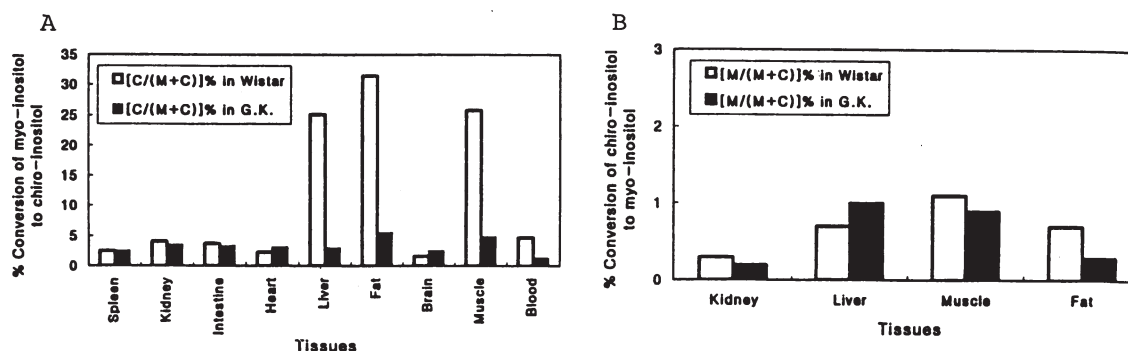 A
% Conversion of myo-inositol
to chiro-inositol
35
30
25
20
15
10
5
0
[C/(M+C)]% in Wistar
[C/(M+C)]% in G.K.
Spleen
Kidney
Intestine
Heart
Liver
Fat
Brain
Muscle
Blood
Tissues
B
% Conversion of chiro-inositol
to myo-inositol
3
2
1
0
[M/(M+C)]% in Wistar
[M/(M+C)]% in G.K.
Kidney
Liver
Muscle
Fat
Tissues